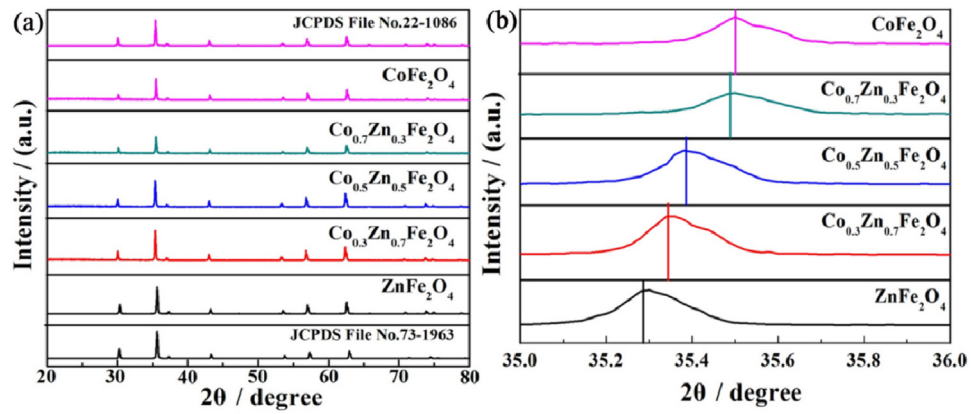 (a)
JCPDS File No.22-1086
CoFe₂O₄
Co₀.₇Zn₀.₃Fe₂O₄
Co₀.₅Zn₀.₅Fe₂O₄
Co₀.₃Zn₀.₇Fe₂O₄
ZnFe₂O₄
JCPDS File No.73-1963
Intensity / (a.u.)
20 30 40 50 60 70 80
2θ / degree
(b)
CoFe₂O₄
Co₀.₇Zn₀.₃Fe₂O₄
Co₀.₅Zn₀.₅Fe₂O₄
Co₀.₃Zn₀.₇Fe₂O₄
ZnFe₂O₄
Intensity / (a.u.)
35.0 35.2 35.4 35.6 35.8 36.0
2θ / degree